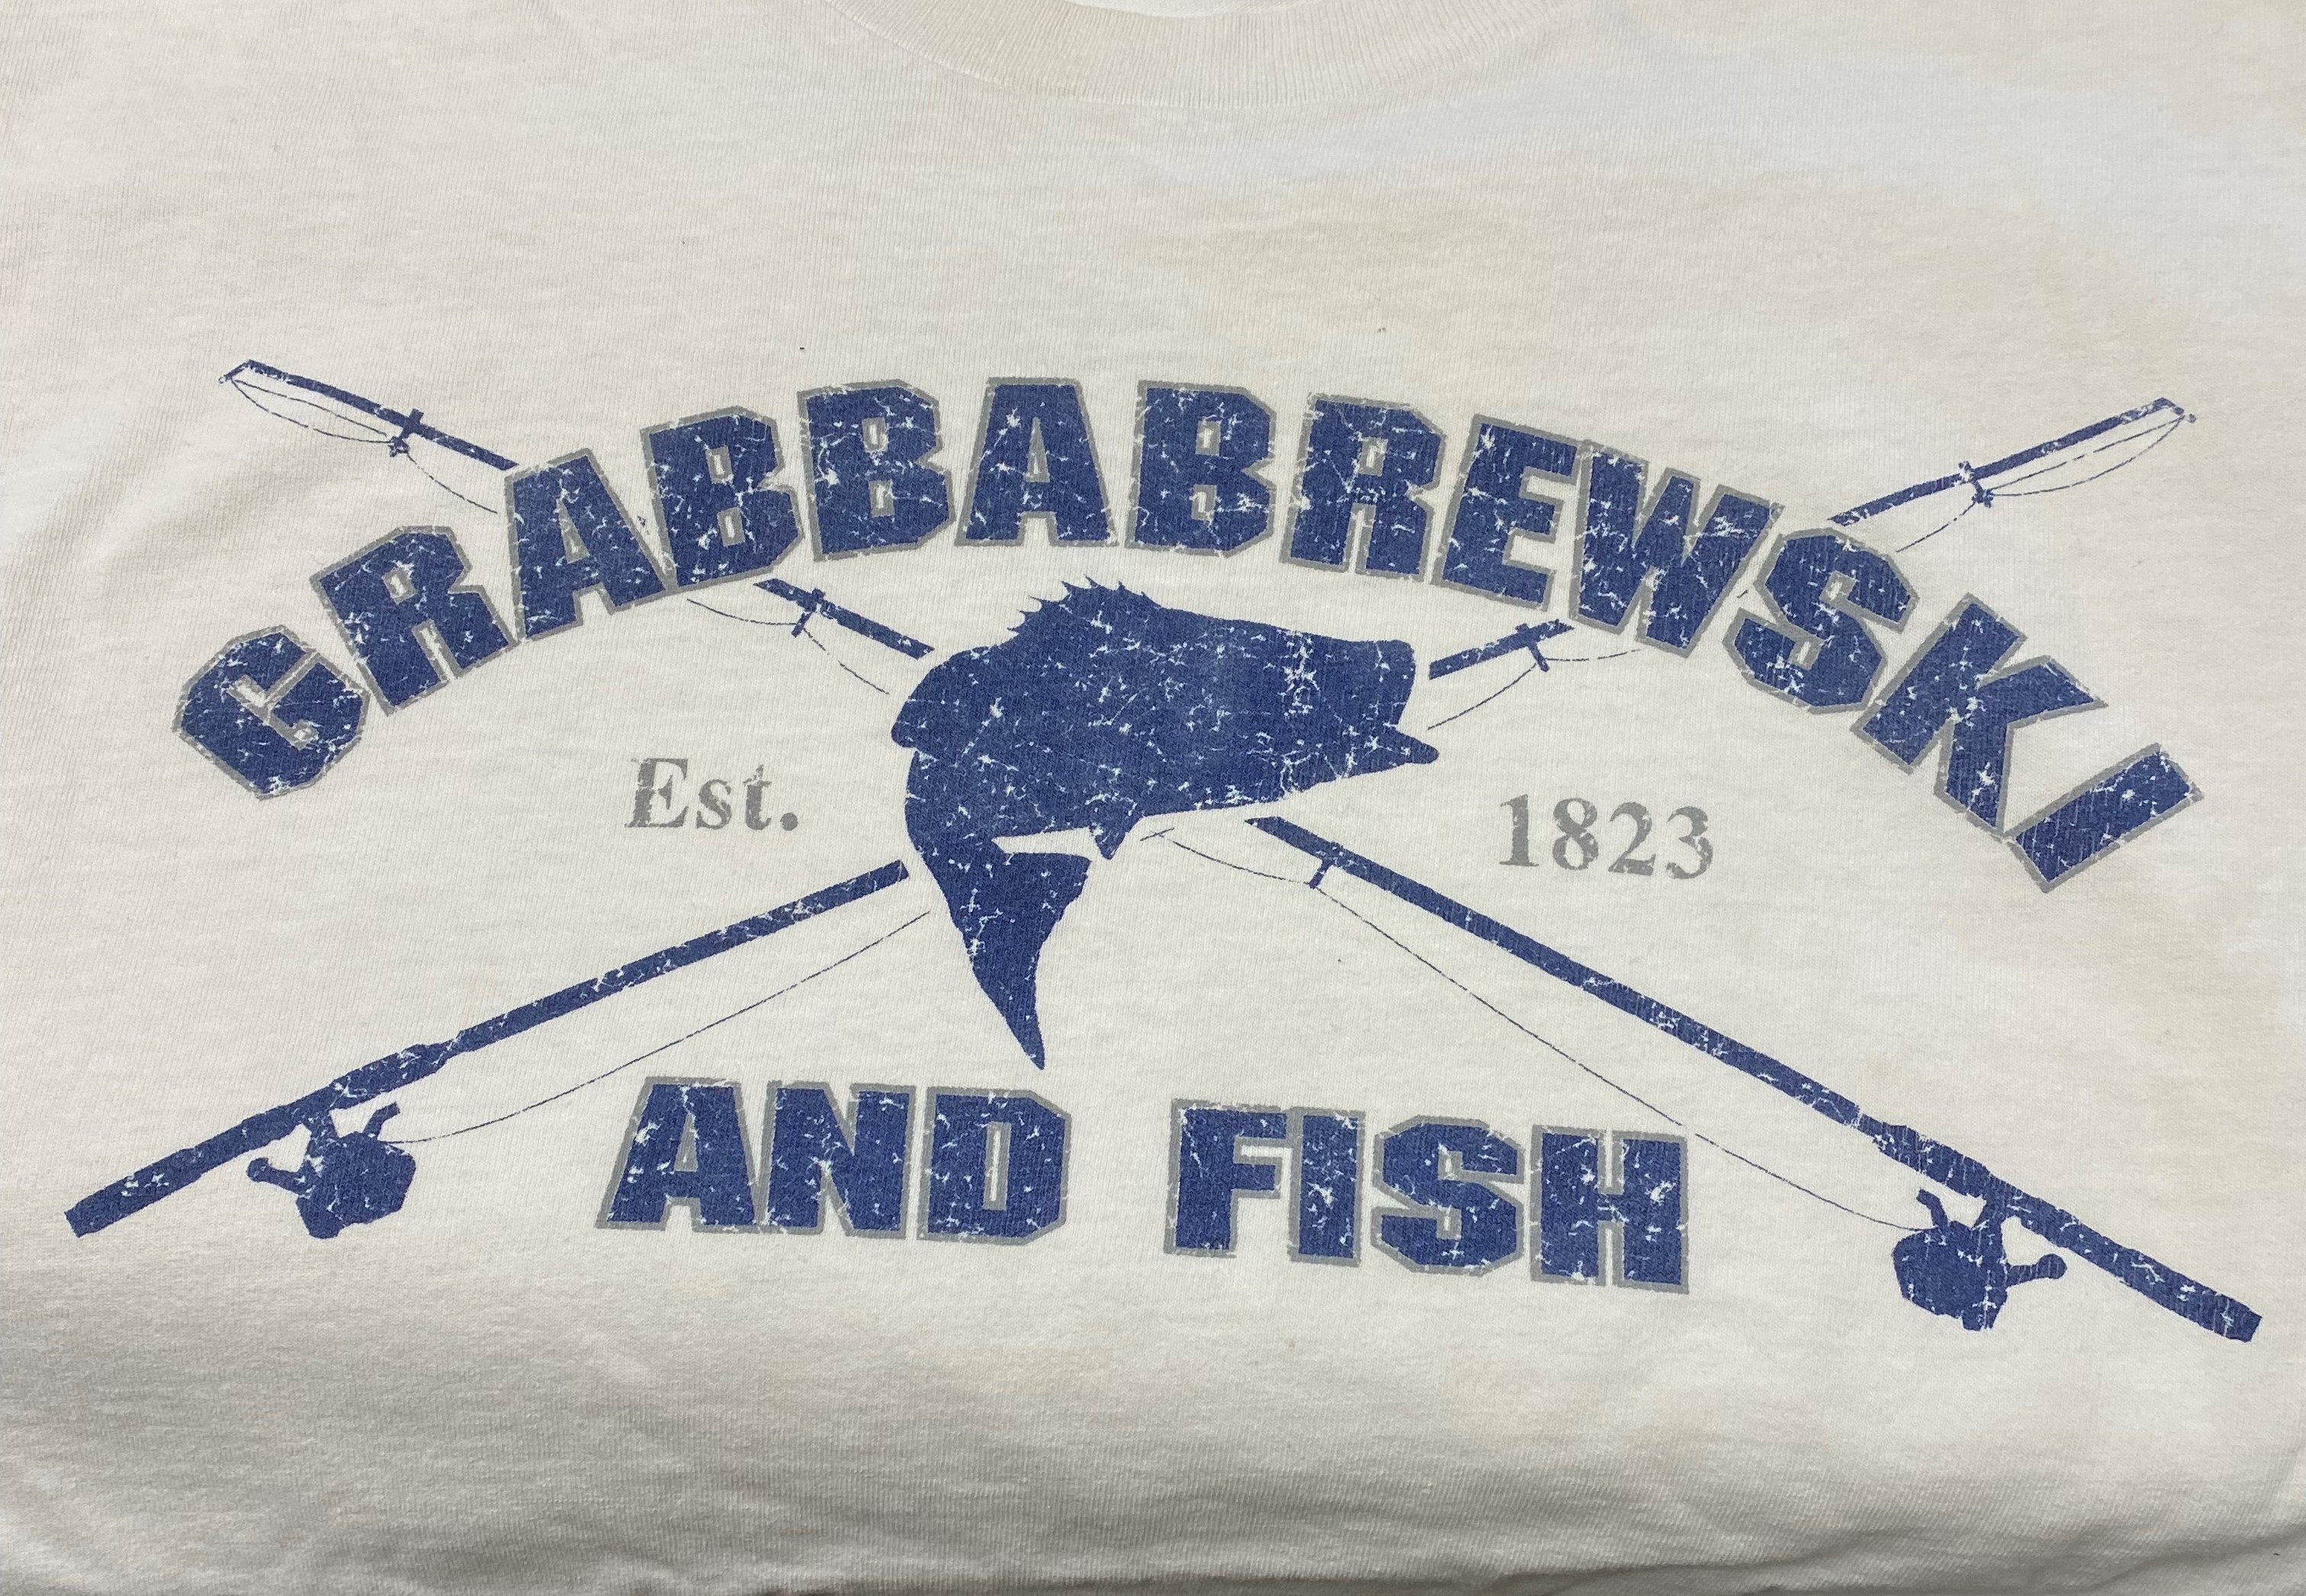 GRABBABREWSKI
Est. 1823
AND FISH